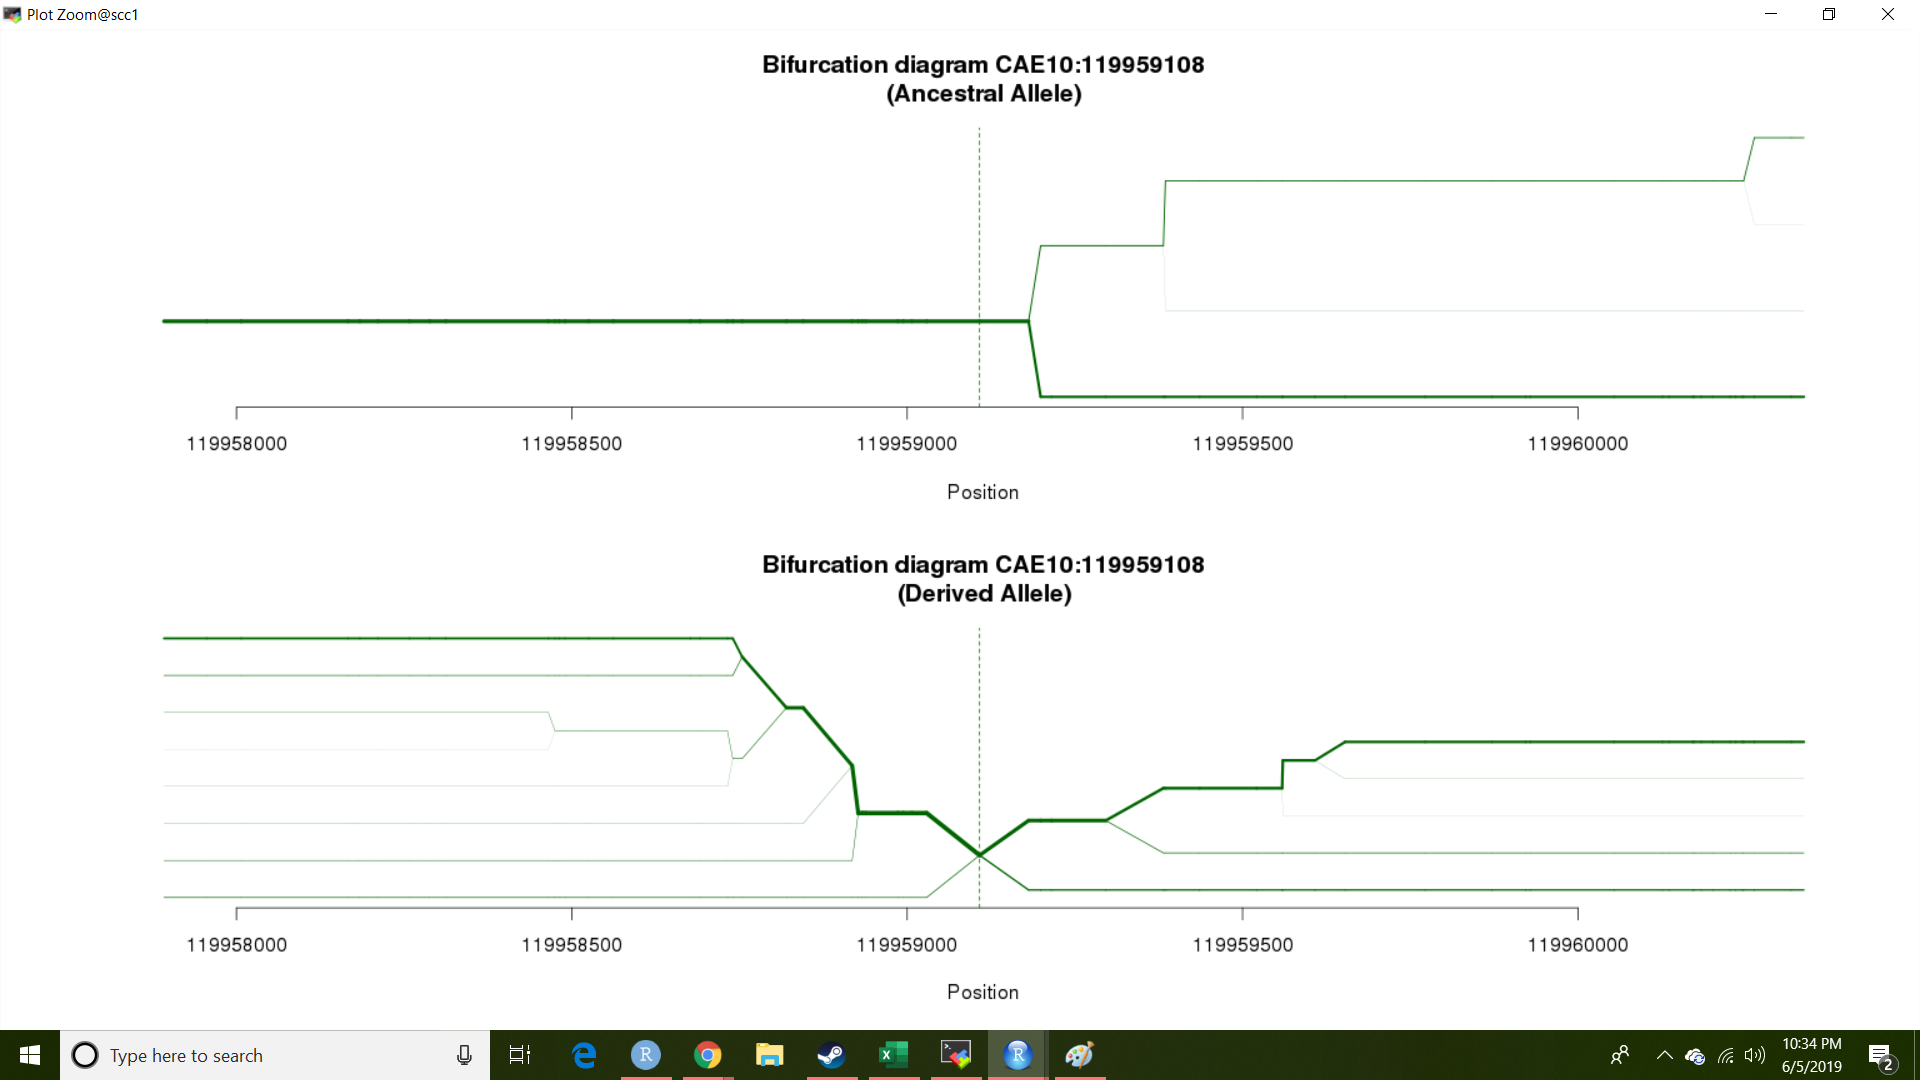 Plot Zoom@scc1
Bifurcation diagram CAE10:119959108
(Ancestral Allele)
119958000 119958500 119959000 119959500 119960000
Position
Bifurcation diagram CAE10:119959108
(Derived Allele)
119958000 119958500 119959000 119959500 119960000
Position
Type here to search
R
R
10:34 PM
6/5/2019
2